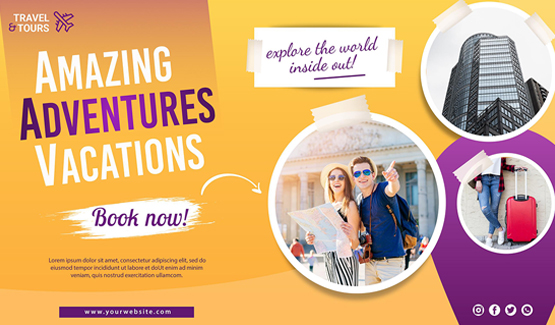 TRAVEL
& TOURS
AMAZING
ADVENTURES
VACATIONS
Book now!
explore the world
inside out!
Lorem ipsum dolor sit amet, consectetur adipiscing elit,
sed do eiusmod tempor incididunt ut labore
et dolore magna aliqua. Ut enim ad minim veniam,
quis nostrud exercitation ullamco.
www.yourwebsite.com